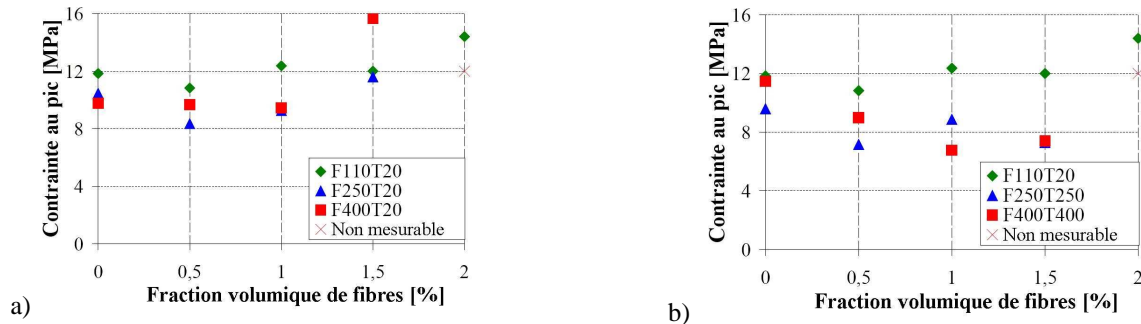 16
12
8
4
0
Contrainte au pic [MPa]
F110T20
F250T20
F400T20
Non mesurable
0 0,5 1 1,5 2
Fraction volumique de fibres [%]
a)
16
12
8
4
0
Contrainte au pic [MPa]
F110T20
F250T250
F400T400
Non mesurable
0 0,5 1 1,5 2
Fraction volumique de fibres [%]
b)